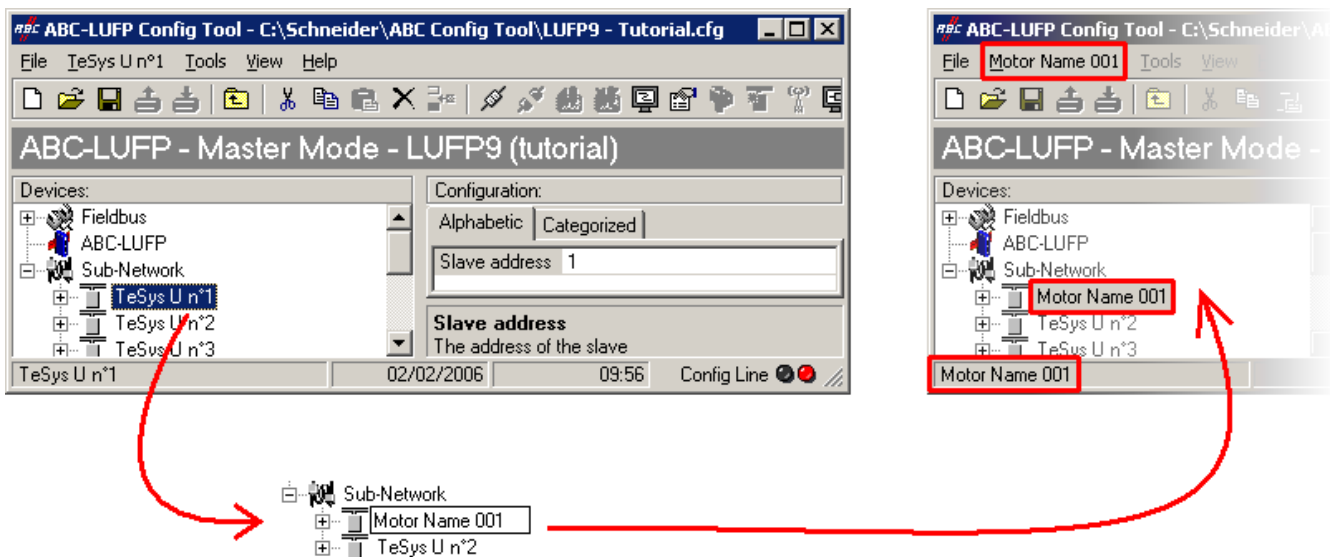 ABC-LUFP Config Tool - C:\Schneider\ABC Config Tool\LUFP9 - Tutorial.cfg
File TeSys U n°1 Tools View Help
ABC-LUFP - Master Mode - LUFP9 (tutorial)
Devices:
Fieldbus
ABC-LUFP
Sub-Network
TeSys U n°1
TeSys U n°2
TeSys U n°3
Configuration:
Alphabetic Categorized
Slave address 1
Slave address
The address of the slave
TeSys U n°1 02/02/2006 09:56 Config Line
ABC-LUFP Config Tool - C:\Schneider\A
File Motor Name 001 Tools View
ABC-LUFP - Master Mode -
Devices:
Fieldbus
ABC-LUFP
Sub-Network
Motor Name 001
TeSys U n°2
TeSys U n°3
Motor Name 001
Sub-Network
Motor Name 001
TeSys U n°2